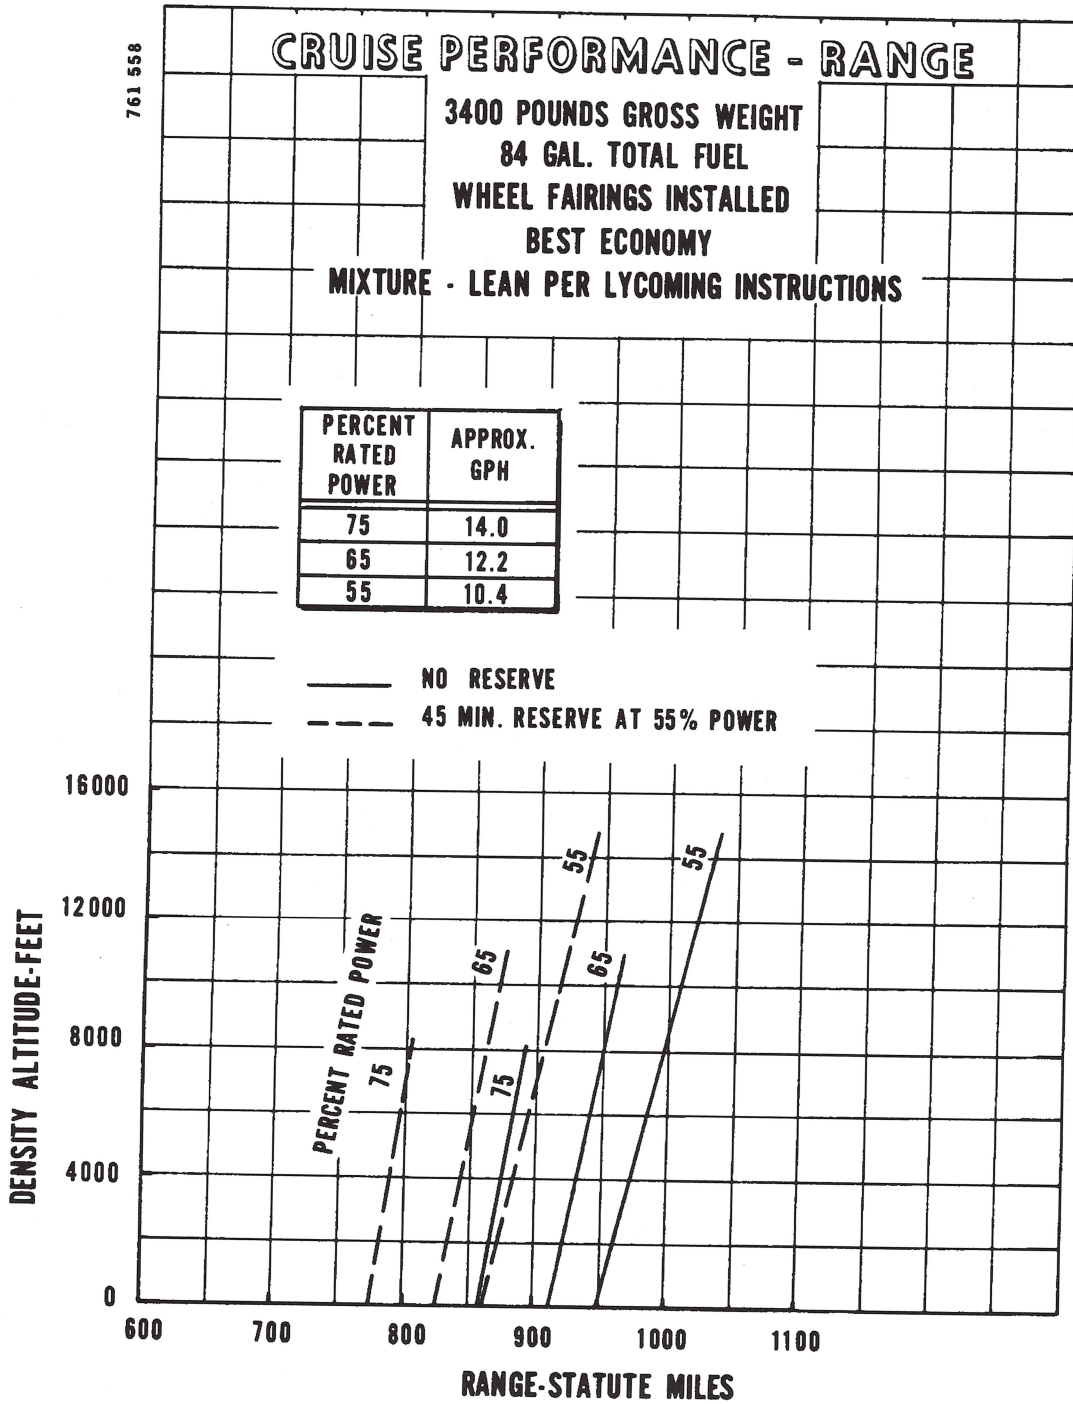 761 558
CRUISE PERFORMANCE - RANGE
3400 POUNDS GROSS WEIGHT
84 GAL. TOTAL FUEL
WHEEL FAIRINGS INSTALLED
BEST ECONOMY
MIXTURE - LEAN PER LYCOMING INSTRUCTIONS
PERCENT RATED POWER
APPROX. GPH
75 14.0
65 12.2
55 10.4
NO RESERVE
45 MIN. RESERVE AT 55% POWER
16000
12000
8000
4000
0
DENSITY ALTITUDE-FEET
PERCENT RATED POWER
75
65
75
55
65
55
600 700 800 900 1000 1100
RANGE-STATUTE MILES